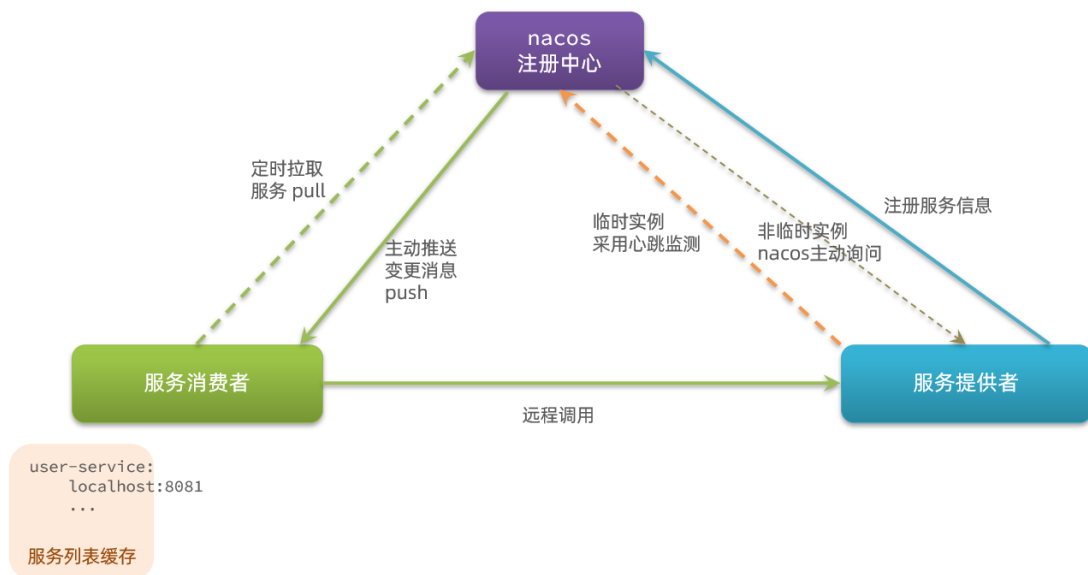 nacos
注册中心
定时拉取
服务 pull
主动推送
变更消息
push
临时实例
采用心跳监测
非临时实例
nacos主动询问
注册服务信息
服务消费者
远程调用
服务提供者
user-service:
localhost:8081
...
服务列表缓存